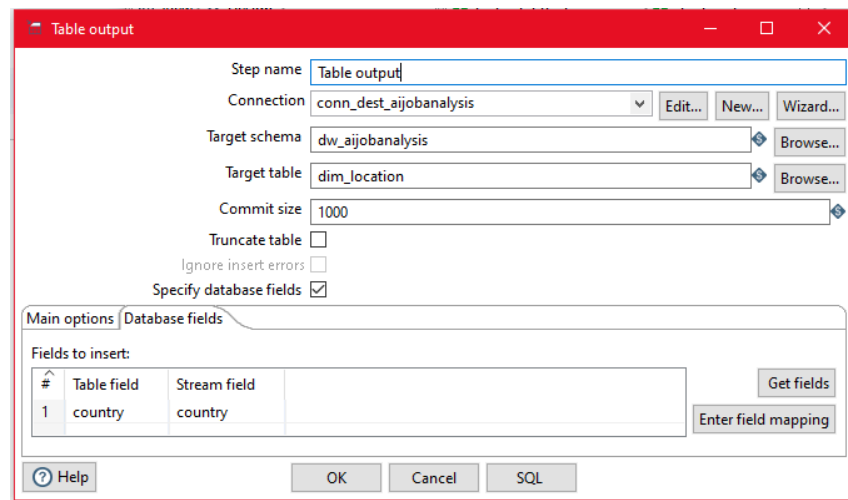 Table output
Step name Table output
Connection conn_dest_aijobanalysis Edit... New... Wizard...
Target schema dw_aijobanalysis Browse...
Target table dim_location Browse...
Commit size 1000
Truncate table
Ignore insert errors
Specify database fields
Main options Database fields
Fields to insert:
# Table field Stream field
1 country country
Get fields
Enter field mapping
Help OK Cancel SQL